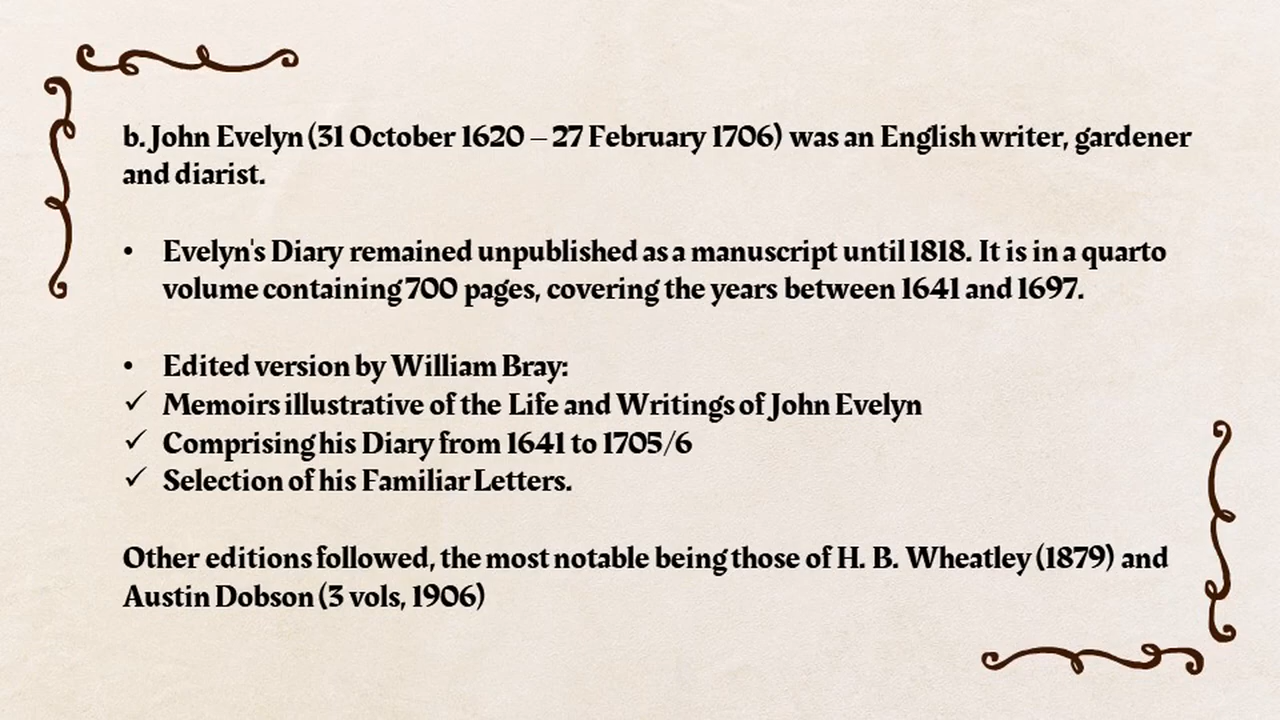 b. John Evelyn (31 October 1620 – 27 February 1706) was an English writer, gardener
and diarist.
• Evelyn's Diary remained unpublished as a manuscript until 1818. It is in a quarto
volume containing 700 pages, covering the years between 1641 and 1697.
• Edited version by William Bray:
✓ Memoirs illustrative of the Life and Writings of John Evelyn
✓ Comprising his Diary from 1641 to 1705/6
✓ Selection of his Familiar Letters.
Other editions followed, the most notable being those of H. B. Wheatley (1879) and
Austin Dobson (3 vols, 1906)